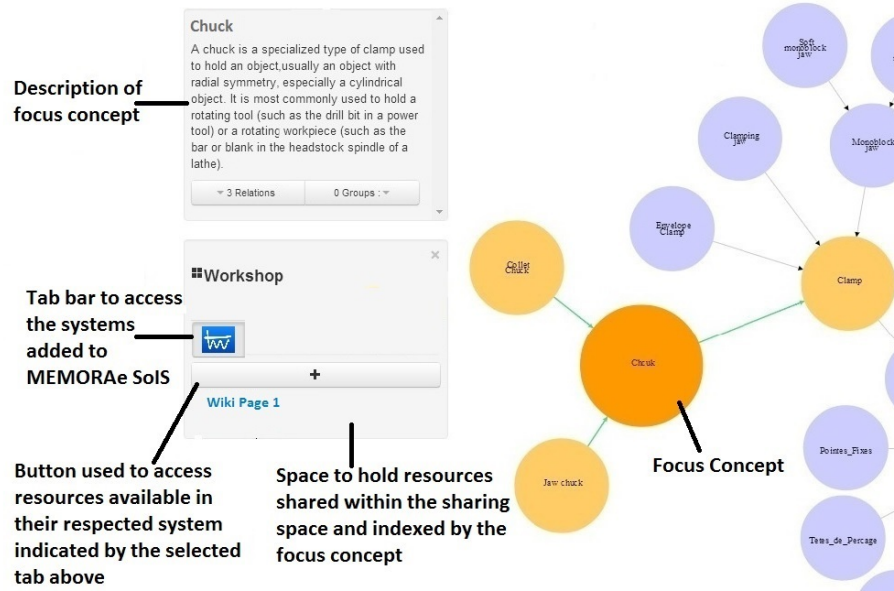 Chuck
A chuck is a specialized type of clamp used
to hold an object,usually an object with
radial symmetry, especially a cylindrical
object. It is most commonly used to hold a
rotating tool (such as the drill bit in a power
tool) or a rotating workpiece (such as the
bar or blank in the headstock spindle of a
lathe).
3 Relations
0 Groups :
Description of
focus concept
Workshop
Tab bar to access
the systems
added to
MEMORAe SoIS
+
Wiki Page 1
Button used to access
resources available in
their respected system
indicated by the selected
tab above
Space to hold resources
shared within the sharing
space and indexed by the
focus concept
Soft
monoblock
jaw
Clamping
jaw
Monoblock
jaw
Envelope
Clamp
Collet
Chuck
Clamp
Chcuk
Jaw chuck
Focus Concept
Pointes_Fixes
Tetes_de_Percage